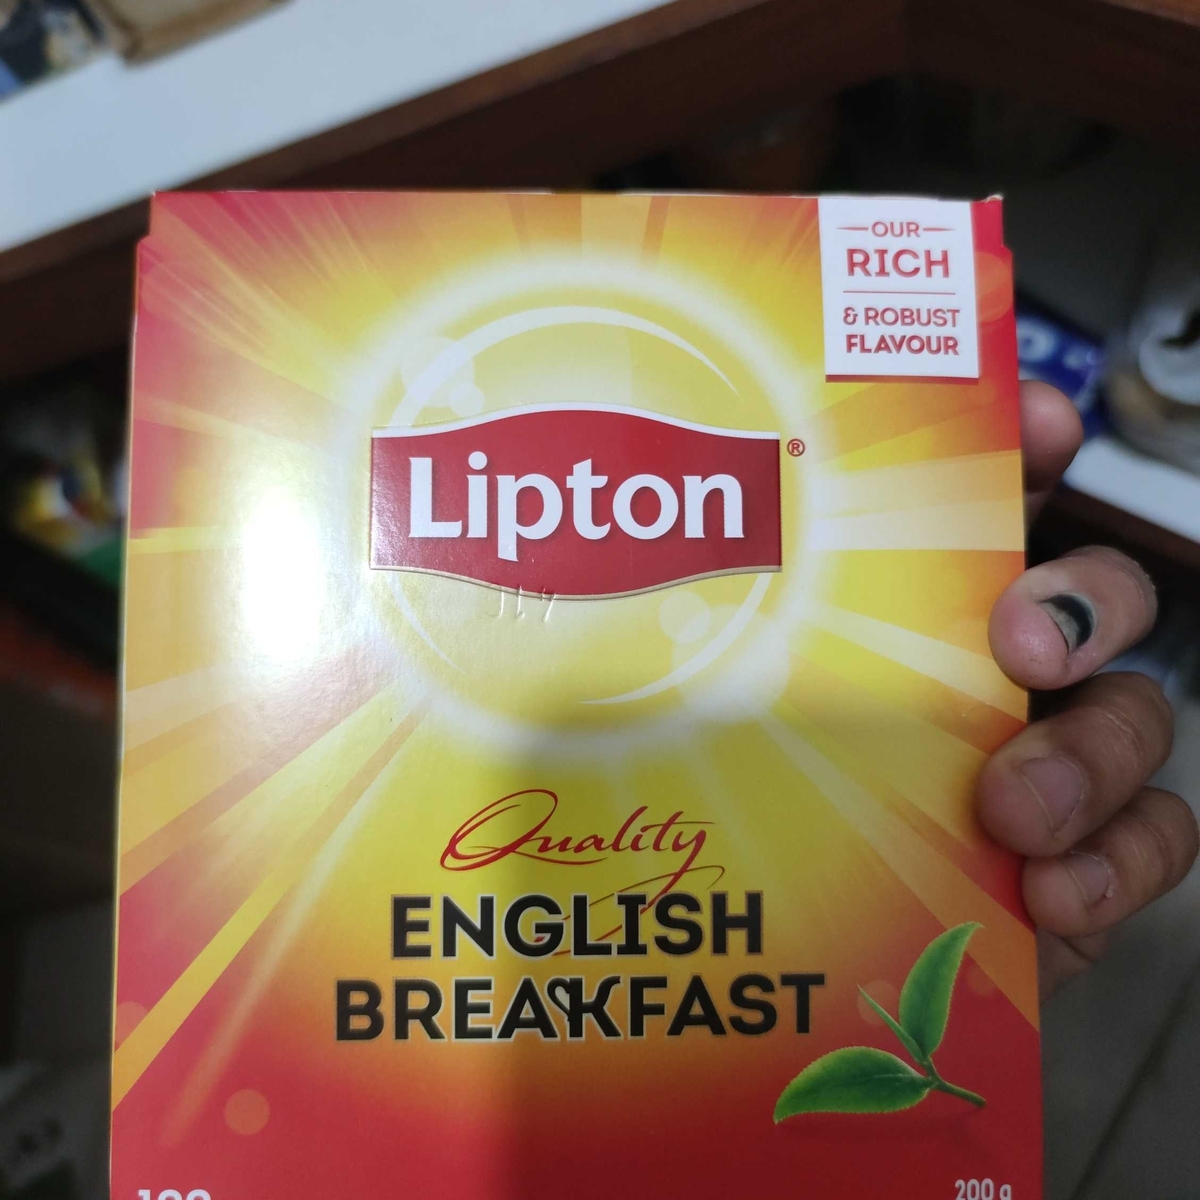 OUR
RICH
& ROBUST
FLAVOUR
Lipton®
Quality
ENGLISH
BREAKFAST
200 g